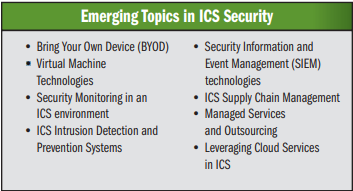 Emerging Topics in ICS Security
• Bring Your Own Device (BYOD)
▪ Virtual Machine
Technologies
• Security Monitoring in an
ICS environment
• ICS Intrusion Detection and
Prevention Systems
• Security Information and
Event Management (SIEM)
technologies
• ICS Supply Chain Management
• Managed Services
and Outsourcing
• Leveraging Cloud Services
in ICS